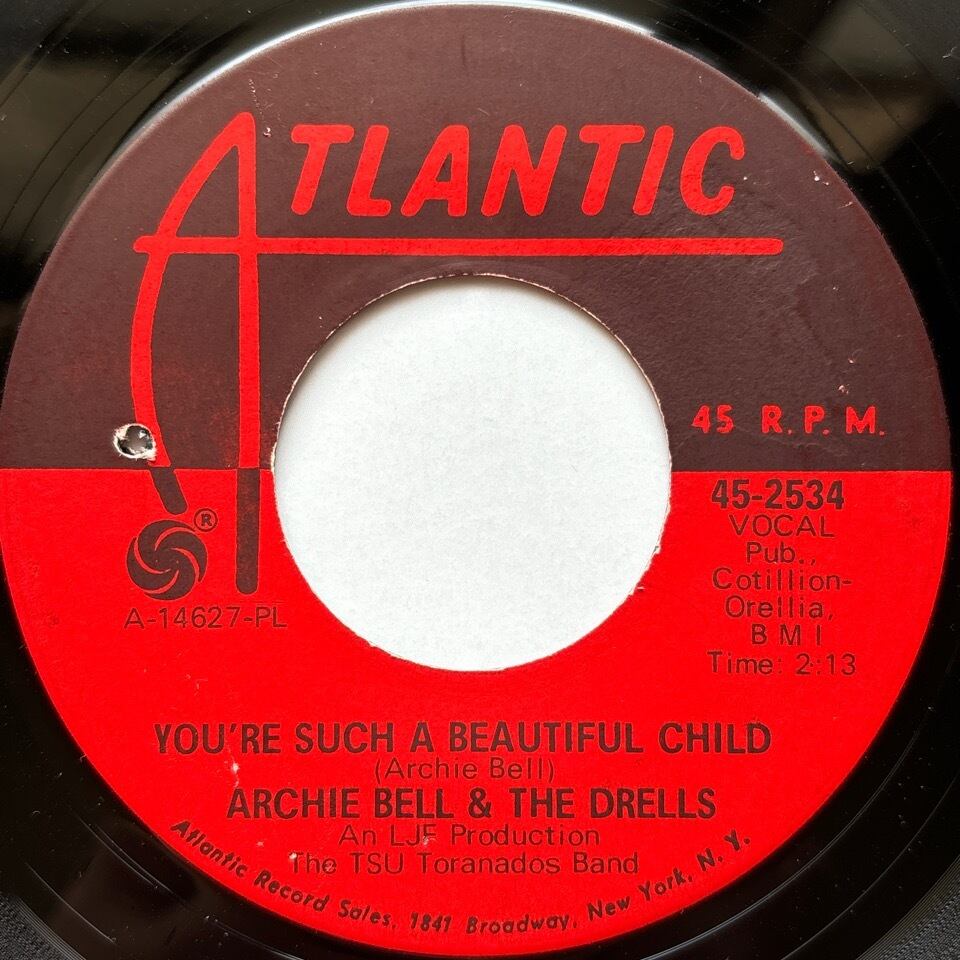 ATLANTIC
45 R.P.M.
45-2534
VOCAL
Pub.,
Cotillion-
Orellia,
BMI
Time: 2:13
®
A-14627-PL
YOU'RE SUCH A BEAUTIFUL CHILD
(Archie Bell)
ARCHIE BELL & THE DRELLS
An LJF Production
The TSU Toranados Band
Atlantic Record Sales, 1841 Broadway, New York, N.Y.